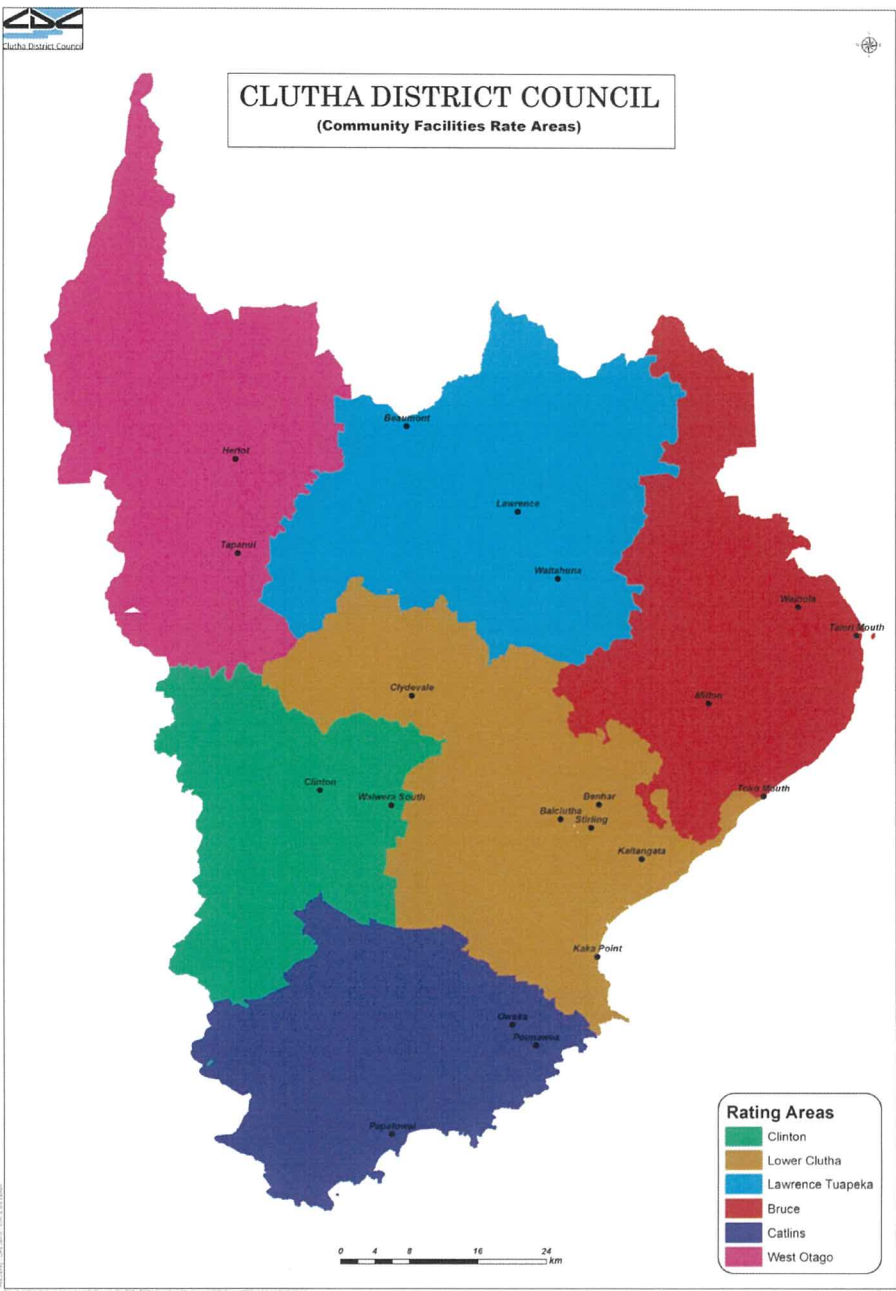 Clutha District Council
CLUTHA DISTRICT COUNCIL
(Community Facilities Rate Areas)
Beaumont
Heriot
Lawrence
Tapanui
Waitahuna
Waihola
Taieri Mouth
Clydevale
Milton
Clinton
Waiwera South
Toko Mouth
Benhar
Balclutha
Stirling
Kaitangata
Kaka Point
Owaka
Pounawea
Papatowai
Rating Areas
Clinton
Lower Clutha
Lawrence Tuapeka
Bruce
Catlins
West Otago
0 4 8 16 24
km